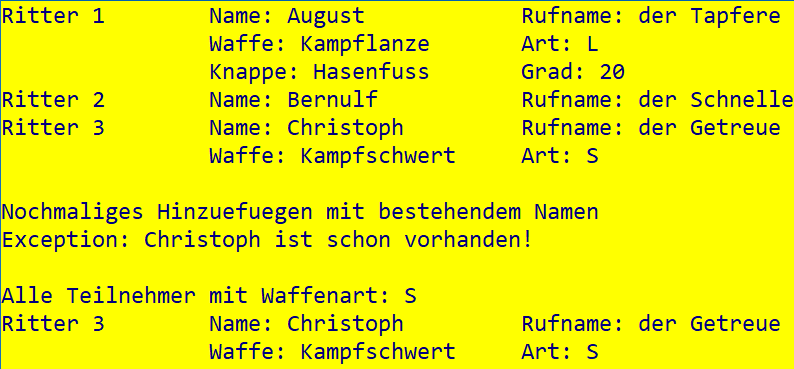 Ritter 1        Name: August            Rufname: der Tapfere
                Waffe: Kampflanze       Art: L
                Knappe: Hasenfuss       Grad: 20
Ritter 2        Name: Bernulf           Rufname: der Schnelle
Ritter 3        Name: Christoph         Rufname: der Getreue
                Waffe: Kampfschwert     Art: S

Nochmaliges Hinzuefuegen mit bestehendem Namen
Exception: Christoph ist schon vorhanden!

Alle Teilnehmer mit Waffenart: S
Ritter 3        Name: Christoph         Rufname: der Getreue
                Waffe: Kampfschwert     Art: S